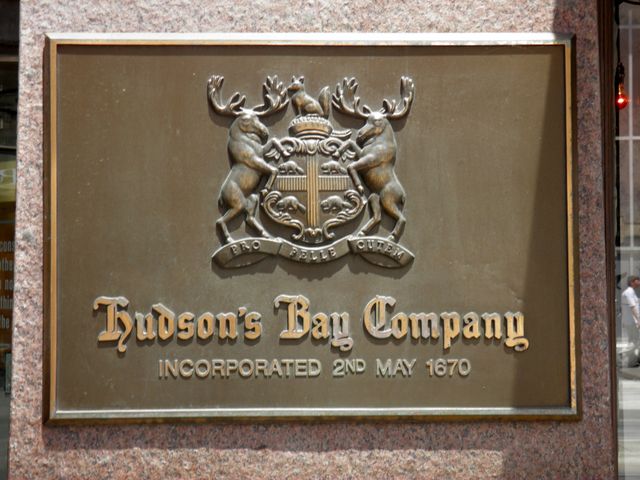 PRO PELLE CUTEM
Hudson's Bay Company
INCORPORATED 2ND MAY 1670